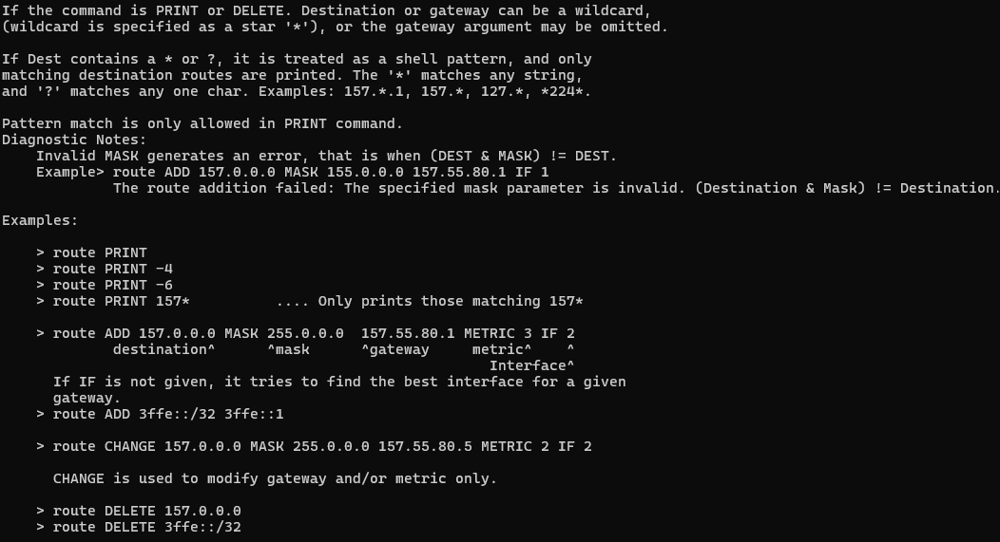 If the command is PRINT or DELETE. Destination or gateway can be a wildcard,
(wildcard is specified as a star '*'), or the gateway argument may be omitted.

If Dest contains a * or ?, it is treated as a shell pattern, and only
matching destination routes are printed. The '*' matches any string,
and '?' matches any one char. Examples: 157.*.1, 157.*, 127.*, *224*.

Pattern match is only allowed in PRINT command.
Diagnostic Notes:
    Invalid MASK generates an error, that is when (DEST & MASK) != DEST.
    Example> route ADD 157.0.0.0 MASK 155.0.0.0 157.55.80.1 IF 1
             The route addition failed: The specified mask parameter is invalid. (Destination & Mask) != Destination.

Examples:

    > route PRINT
    > route PRINT -4
    > route PRINT -6
    > route PRINT 157*          .... Only prints those matching 157*

    > route ADD 157.0.0.0 MASK 255.0.0.0  157.55.80.1 METRIC 3 IF 2
             destination^      ^mask      ^gateway     metric^    ^
                                                         Interface^
      If IF is not given, it tries to find the best interface for a given
      gateway.
    > route ADD 3ffe::/32 3ffe::1

    > route CHANGE 157.0.0.0 MASK 255.0.0.0 157.55.80.5 METRIC 2 IF 2

      CHANGE is used to modify gateway and/or metric only.

    > route DELETE 157.0.0.0
    > route DELETE 3ffe::/32